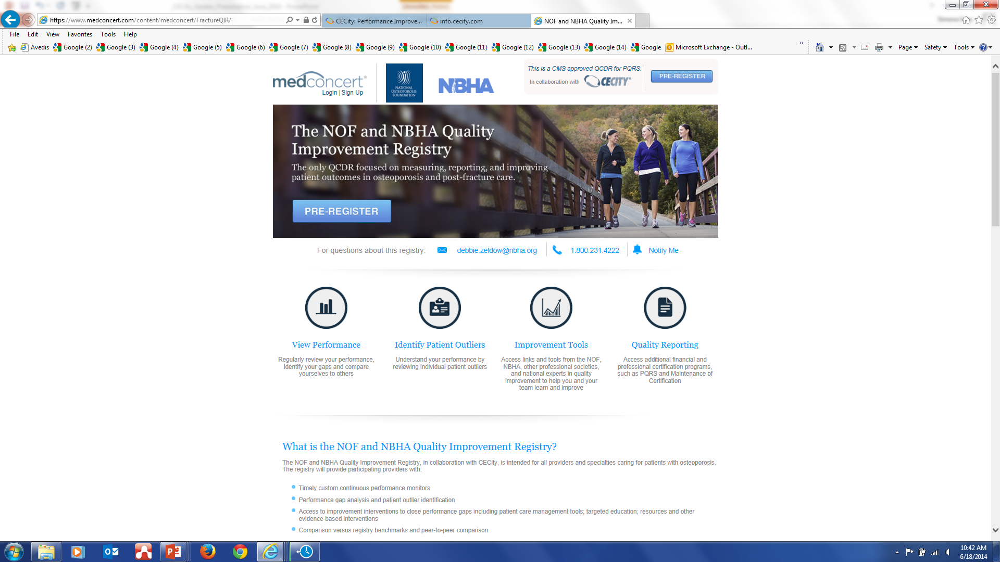 https://www.medconcert.com/content/medconcert/FractureQIR/
CECity: Performance Improve...
info.cecity.com
NOF and NBHA Quality Im...
File Edit View Favorites Tools Help
Avedis Google (2) Google (3) Google (4) Google (5) Google (6) Google (7) Google (8) Google (9) Google (10) Google (11) Google (12) Google (13) Google (14) Google Microsoft Exchange - Outl...
Page Safety Tools
medconcert®
Login | Sign Up
NATIONAL
OSTEOPOROSIS
FOUNDATION
NBHA
This is a CMS approved QCDR for PQRS.
In collaboration with CECITY
PRE-REGISTER
The NOF and NBHA Quality
Improvement Registry
The only QCDR focused on measuring, reporting, and improving
patient outcomes in osteoporosis and post-fracture care.
PRE-REGISTER
For questions about this registry: debbie.zeldow@nbha.org 1.800.231.4222 Notify Me
View Performance
Regularly review your performance,
identify your gaps and compare
yourselves to others
Identify Patient Outliers
Understand your performance by
reviewing individual patient outliers
Improvement Tools
Access links and tools from the NOF,
NBHA, other professional societies,
and national experts in quality
improvement to help you and your
team learn and improve
Quality Reporting
Access additional financial and
professional certification programs,
such as PQRS and Maintenance of
Certification
What is the NOF and NBHA Quality Improvement Registry?
The NOF and NBHA Quality Improvement Registry, in collaboration with CECity, is intended for all providers and specialties caring for patients with osteoporosis.
The registry will provide participating providers with:
Timely custom continuous performance monitors
Performance gap analysis and patient outlier identification
Access to improvement interventions to close performance gaps including patient care management tools; targeted education; resources and other
evidence-based interventions
Comparison versus registry benchmarks and peer-to-peer comparison
10:42 AM
6/18/2014